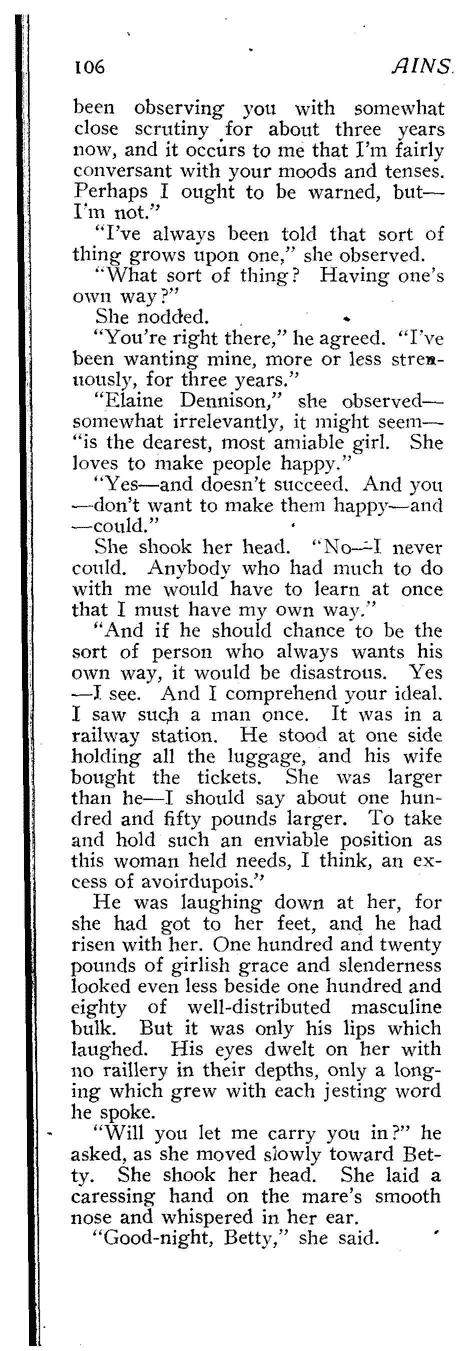 106 AINS
been observing you with somewhat
close scrutiny for about three years
now, and it occurs to me that I'm fairly
conversant with your moods and tenses.
Perhaps I ought to be warned, but—
I'm not."
"I've always been told that sort of
thing grows upon one," she observed.
"What sort of thing? Having one's
own way?"
She nodded.
"You're right there," he agreed. "I've
been wanting mine, more or less stren-
uously, for three years."
"Elaine Dennison," she observed—
somewhat irrelevantly, it might seem—
"is the dearest, most amiable girl. She
loves to make people happy."
"Yes—and doesn't succeed. And you
—don't want to make them happy—and
—could."
She shook her head. "No—I never
could. Anybody who had much to do
with me would have to learn at once
that I must have my own way."
"And if he should chance to be the
sort of person who always wants his
own way, it would be disastrous. Yes
—I see. And I comprehend your ideal.
I saw such a man once. It was in a
railway station. He stood at one side
holding all the luggage, and his wife
bought the tickets. She was larger
than he—I should say about one hun-
dred and fifty pounds larger. To take
and hold such an enviable position as
this woman held needs, I think, an ex-
cess of avoirdupois."
He was laughing down at her, for
she had got to her feet, and he had
risen with her. One hundred and twenty
pounds of girlish grace and slenderness
looked even less beside one hundred and
eighty of well-distributed masculine
bulk. But it was only his lips which
laughed. His eyes dwelt on her with
no raillery in their depths, only a long-
ing which grew with each jesting word
he spoke.
"Will you let me carry you in?" he
asked, as she moved slowly toward Bet-
ty. She shook her head. She laid a
caressing hand on the mare's smooth
nose and whispered in her ear.
"Good-night, Betty," she said.